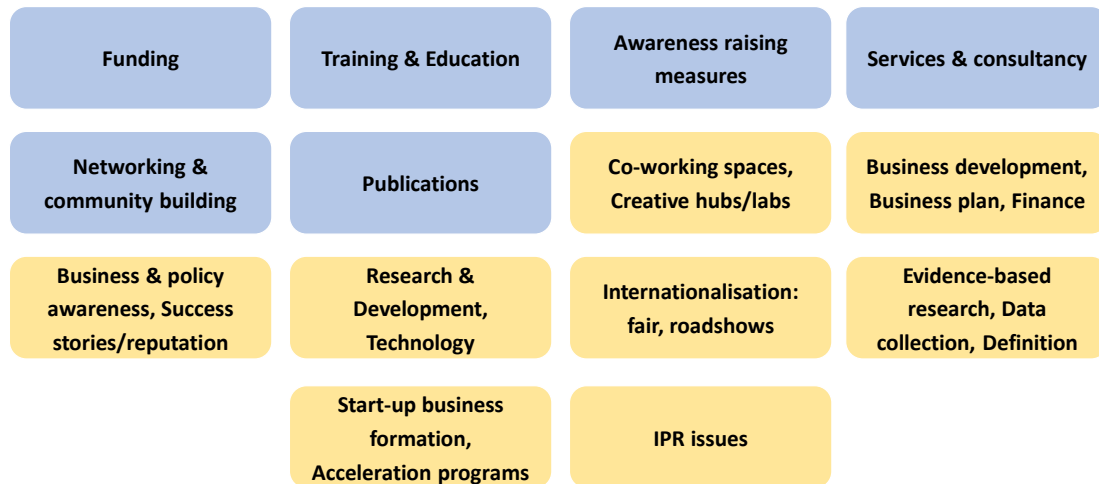 Funding
Training & Education
Awareness raising
measures
Services & consultancy
Networking &
community building
Publications
Co-working spaces,
Creative hubs/labs
Business development,
Business plan, Finance
Business & policy
awareness, Success
stories/reputation
Research &
Development,
Technology
Internationalisation:
fair, roadshows
Evidence-based
research, Data
collection, Definition
Start-up business
formation,
Acceleration programs
IPR issues